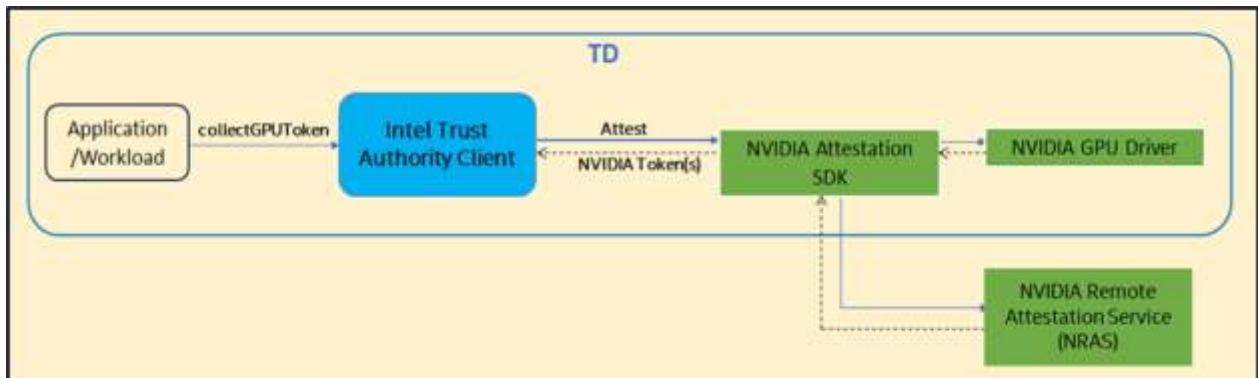 TD
Application
/Workload
collectGPUToken
Intel Trust
Authority Client
Attest
NVIDIA Token(s)
NVIDIA Attestation
SDK
NVIDIA GPU Driver
NVIDIA Remote
Attestation Service
(NRAS)